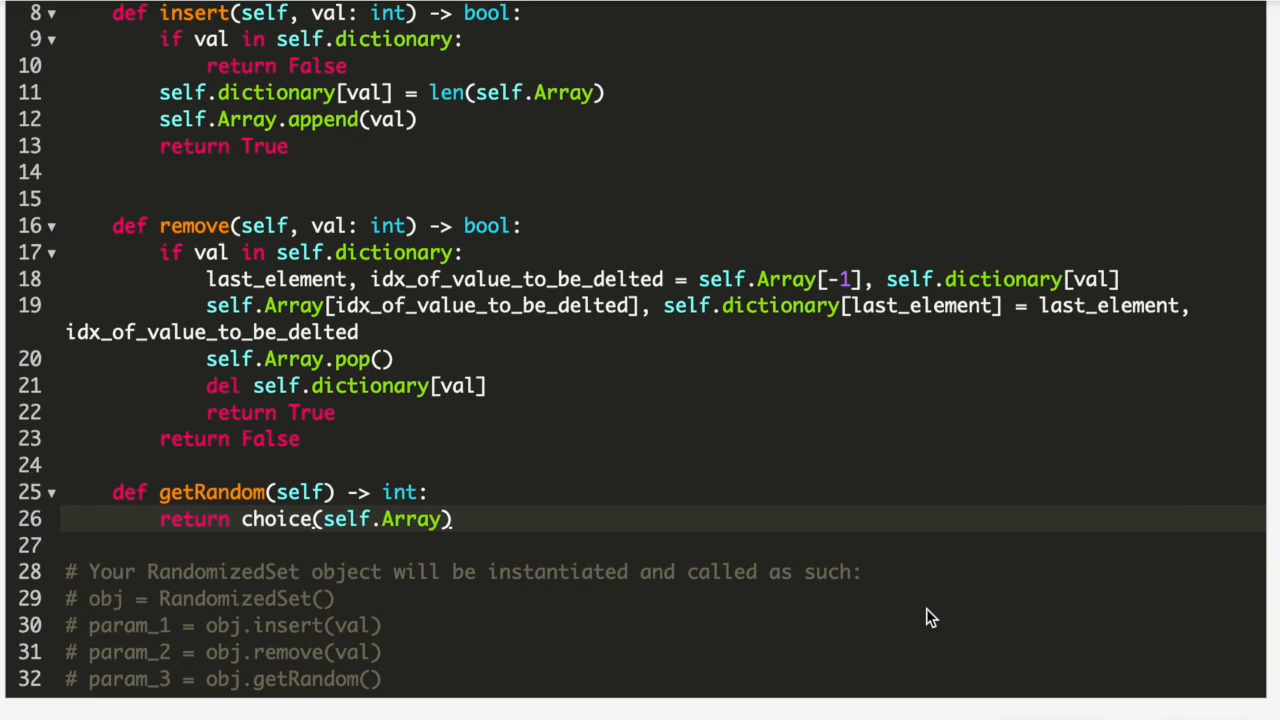 8 def insert(self, val: int) -> bool:
9 if val in self.dictionary:
10 return False
11 self.dictionary[val] = len(self.Array)
12 self.Array.append(val)
13 return True
14
15
16 def remove(self, val: int) -> bool:
17 if val in self.dictionary:
18 last_element, idx_of_value_to_be_delted = self.Array[-1], self.dictionary[val]
19 self.Array[idx_of_value_to_be_delted], self.dictionary[last_element] = last_element,
idx_of_value_to_be_delted
20 self.Array.pop()
21 del self.dictionary[val]
22 return True
23 return False
24
25 def getRandom(self) -> int:
26 return choice(self.Array)
27
28 # Your RandomizedSet object will be instantiated and called as such:
29 # obj = RandomizedSet()
30 # param_1 = obj.insert(val)
31 # param_2 = obj.remove(val)
32 # param_3 = obj.getRandom()